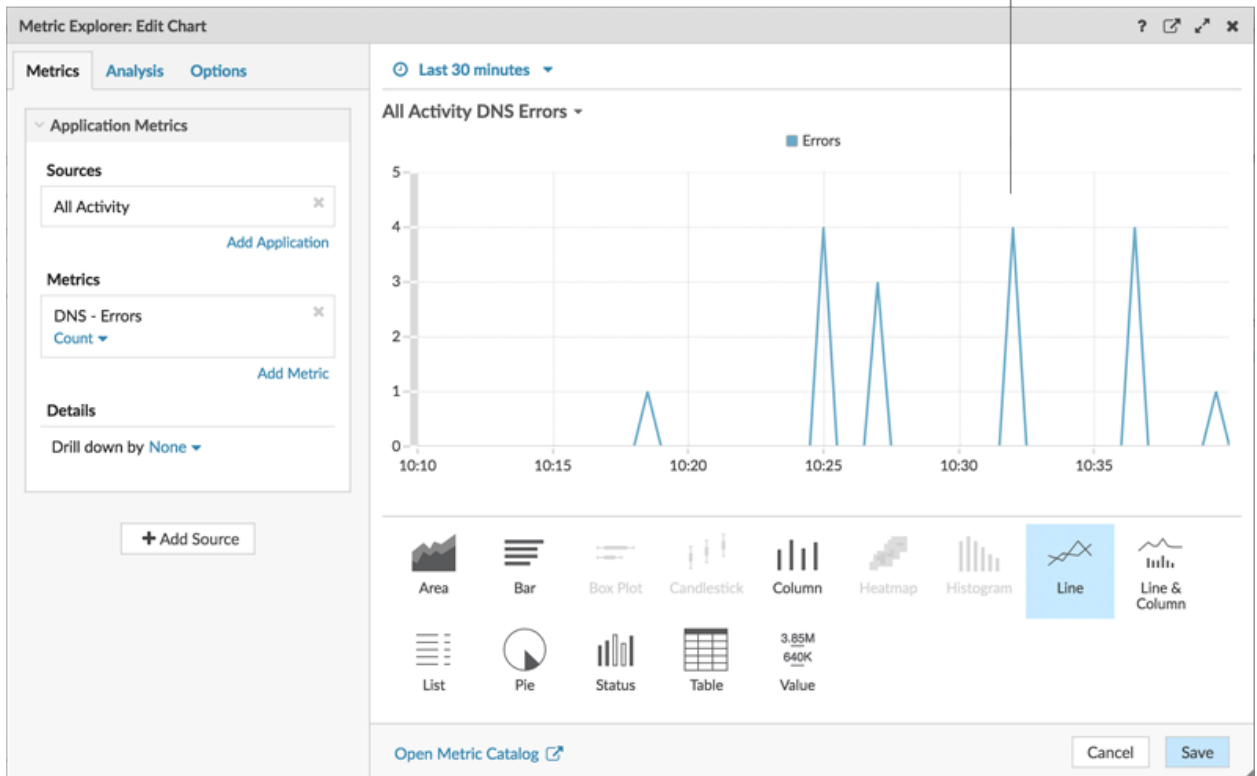 Metric Explorer: Edit Chart
?
Metrics Analysis Options
Application Metrics
Sources
All Activity
Add Application
Metrics
DNS - Errors
Count
Add Metric
Details
Drill down by None
+ Add Source
Last 30 minutes
All Activity DNS Errors
Errors
5
4
3
2
1
0
10:10 10:15 10:20 10:25 10:30 10:35
Area Bar Box Plot Candlestick Column Heatmap Histogram Line Line &
Column
3.85M
640K
List Pie Status Table Value
Open Metric Catalog
Cancel Save